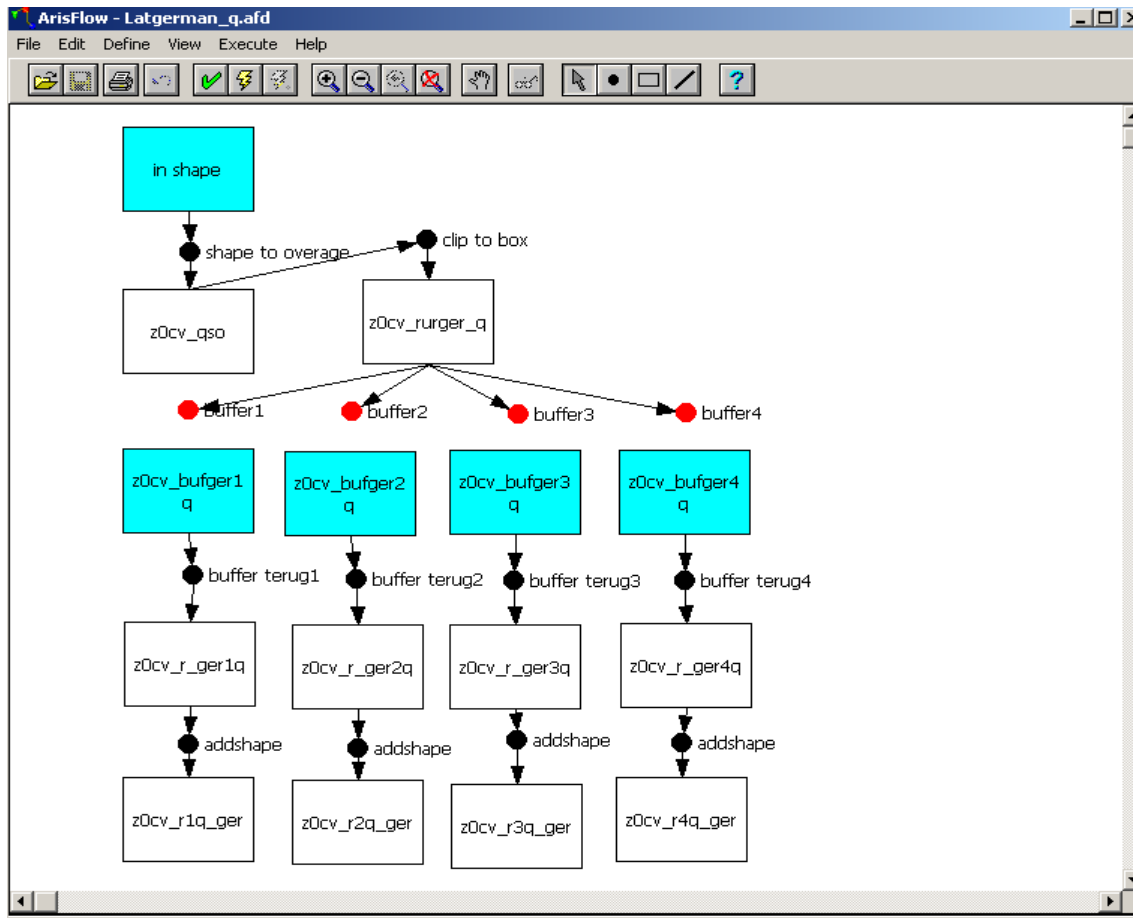 ArisFlow - Latgerman_q.afd
File Edit Define View Execute Help
?
in shape
shape to overage
clip to box
z0cv_qso
z0cv_rurger_q
buffer1
buffer2
buffer3
buffer4
z0cv_bufger1
q
z0cv_bufger2
q
z0cv_bufger3
q
z0cv_bufger4
q
buffer terug1
buffer terug2
buffer terug3
buffer terug4
z0cv_r_ger1q
z0cv_r_ger2q
z0cv_r_ger3q
z0cv_r_ger4q
addshape
addshape
addshape
addshape
z0cv_r1q_ger
z0cv_r2q_ger
z0cv_r3q_ger
z0cv_r4q_ger